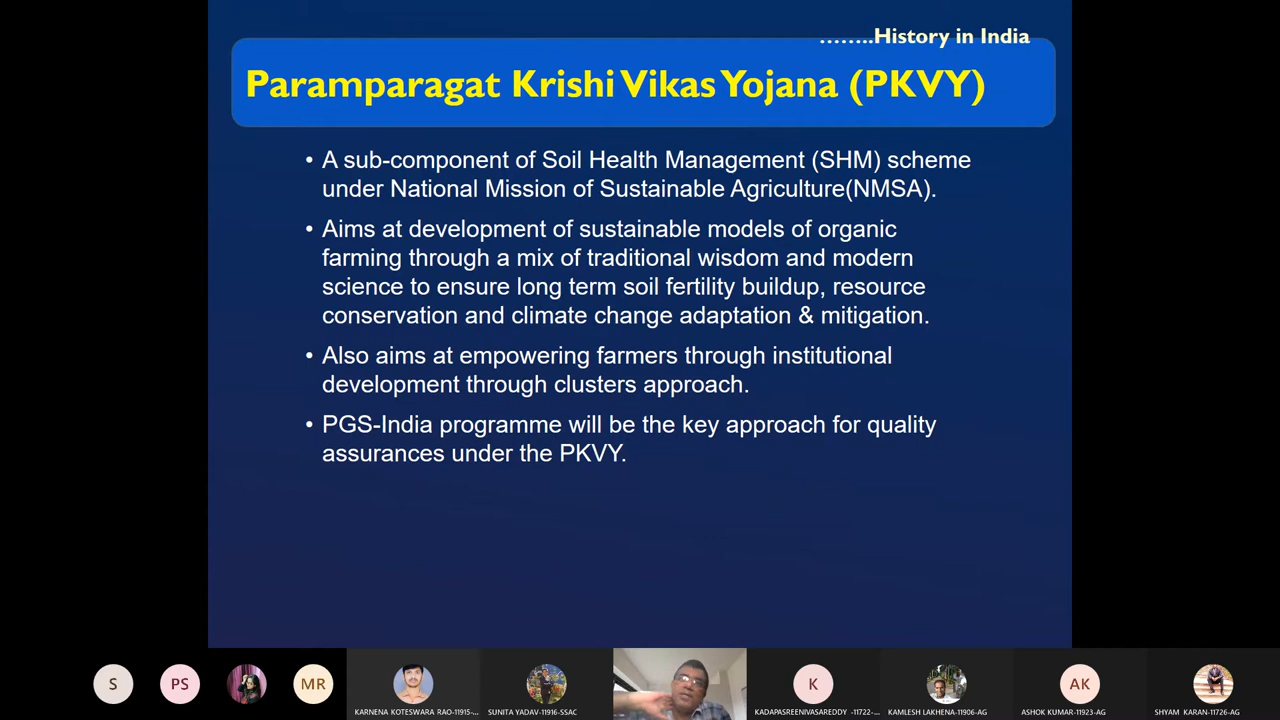 ........History in India
Paramparagat Krishi Vikas Yojana (PKVY)
• A sub-component of Soil Health Management (SHM) scheme
under National Mission of Sustainable Agriculture(NMSA).
• Aims at development of sustainable models of organic
farming through a mix of traditional wisdom and modern
science to ensure long term soil fertility buildup, resource
conservation and climate change adaptation & mitigation.
• Also aims at empowering farmers through institutional
development through clusters approach.
• PGS-India programme will be the key approach for quality
assurances under the PKVY.
S PS MR K AK
KARNENA KOTESWARA RAO-11915-... SUNITA YADAV-11916-SSAC KADAPASREENIVASAREDDY -11722-... KAMLESH LAKHENA-11906-AG ASHOK KUMAR-11923-AG SHYAM KARAN-11726-AG